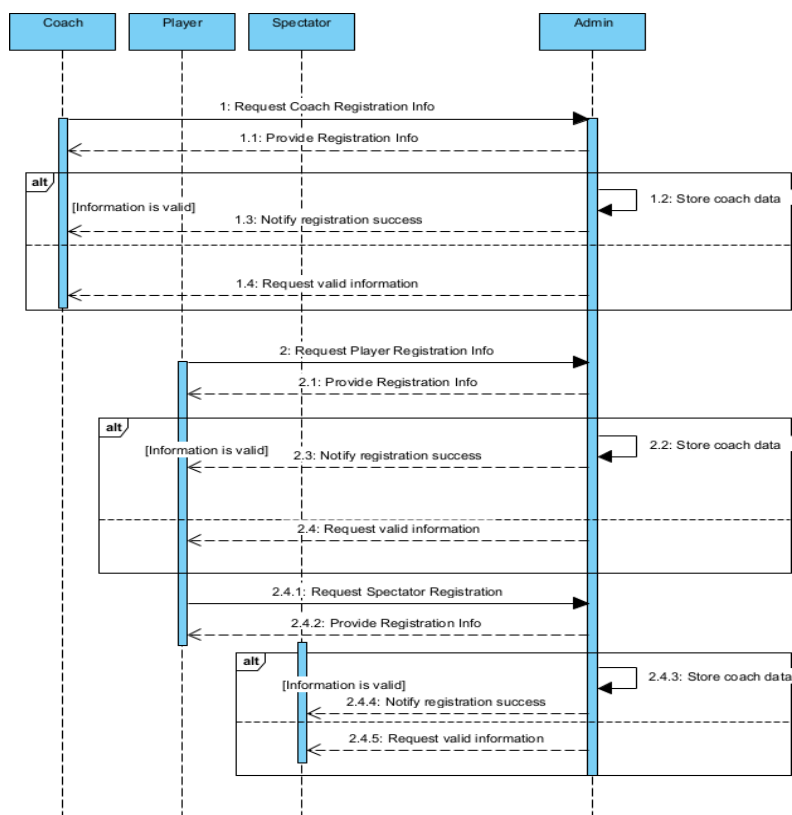 Coach
Player
Spectator
Admin
1: Request Coach Registration Info
1.1: Provide Registration Info
alt
1.2: Store coach data
[Information is valid]
1.3: Notify registration success
1.4: Request valid information
2: Request Player Registration Info
2.1: Provide Registration Info
alt
2.2: Store coach data
[Information is valid]
2.3: Notify registration success
2.4: Request valid information
2.4.1: Request Spectator Registration
2.4.2: Provide Registration Info
alt
2.4.3: Store coach data
[Information is valid]
2.4.4: Notify registration success
2.4.5: Request valid information